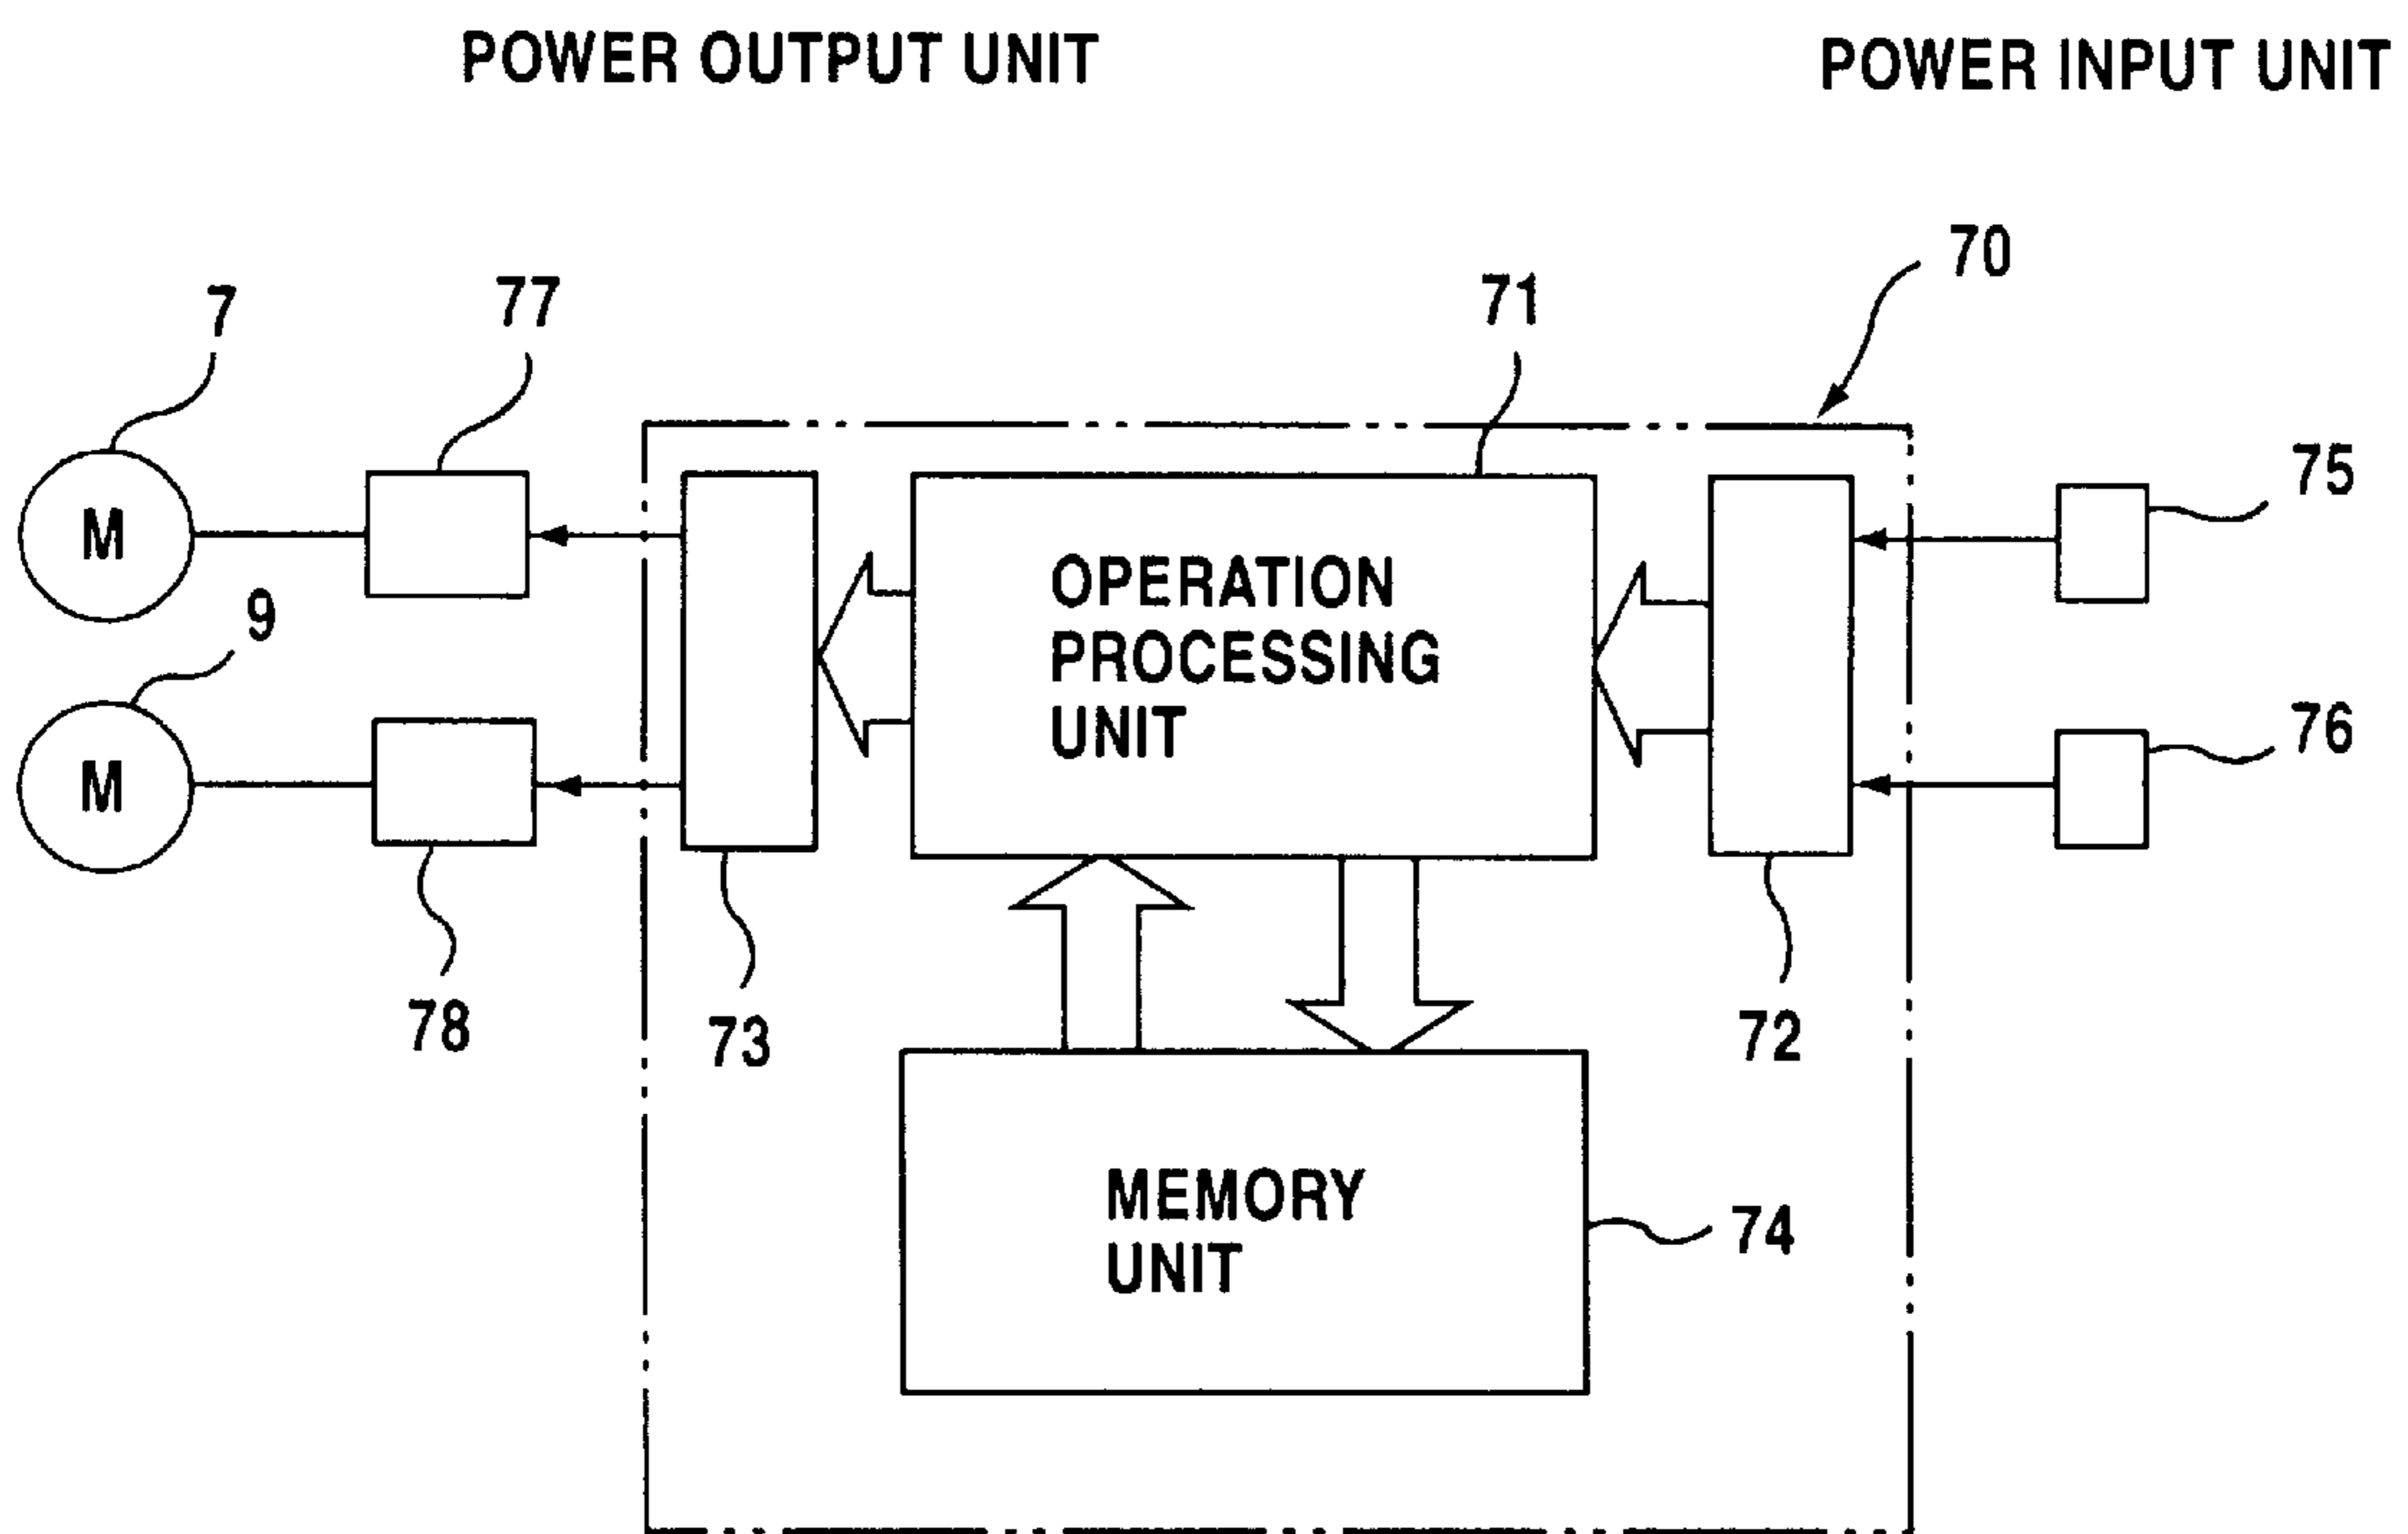 POWER OUTPUT UNIT
POWER INPUT UNIT
70
7
77
71
75
M
9
OPERATION
PROCESSING
UNIT
76
M
78
73
72
MEMORY
UNIT
74